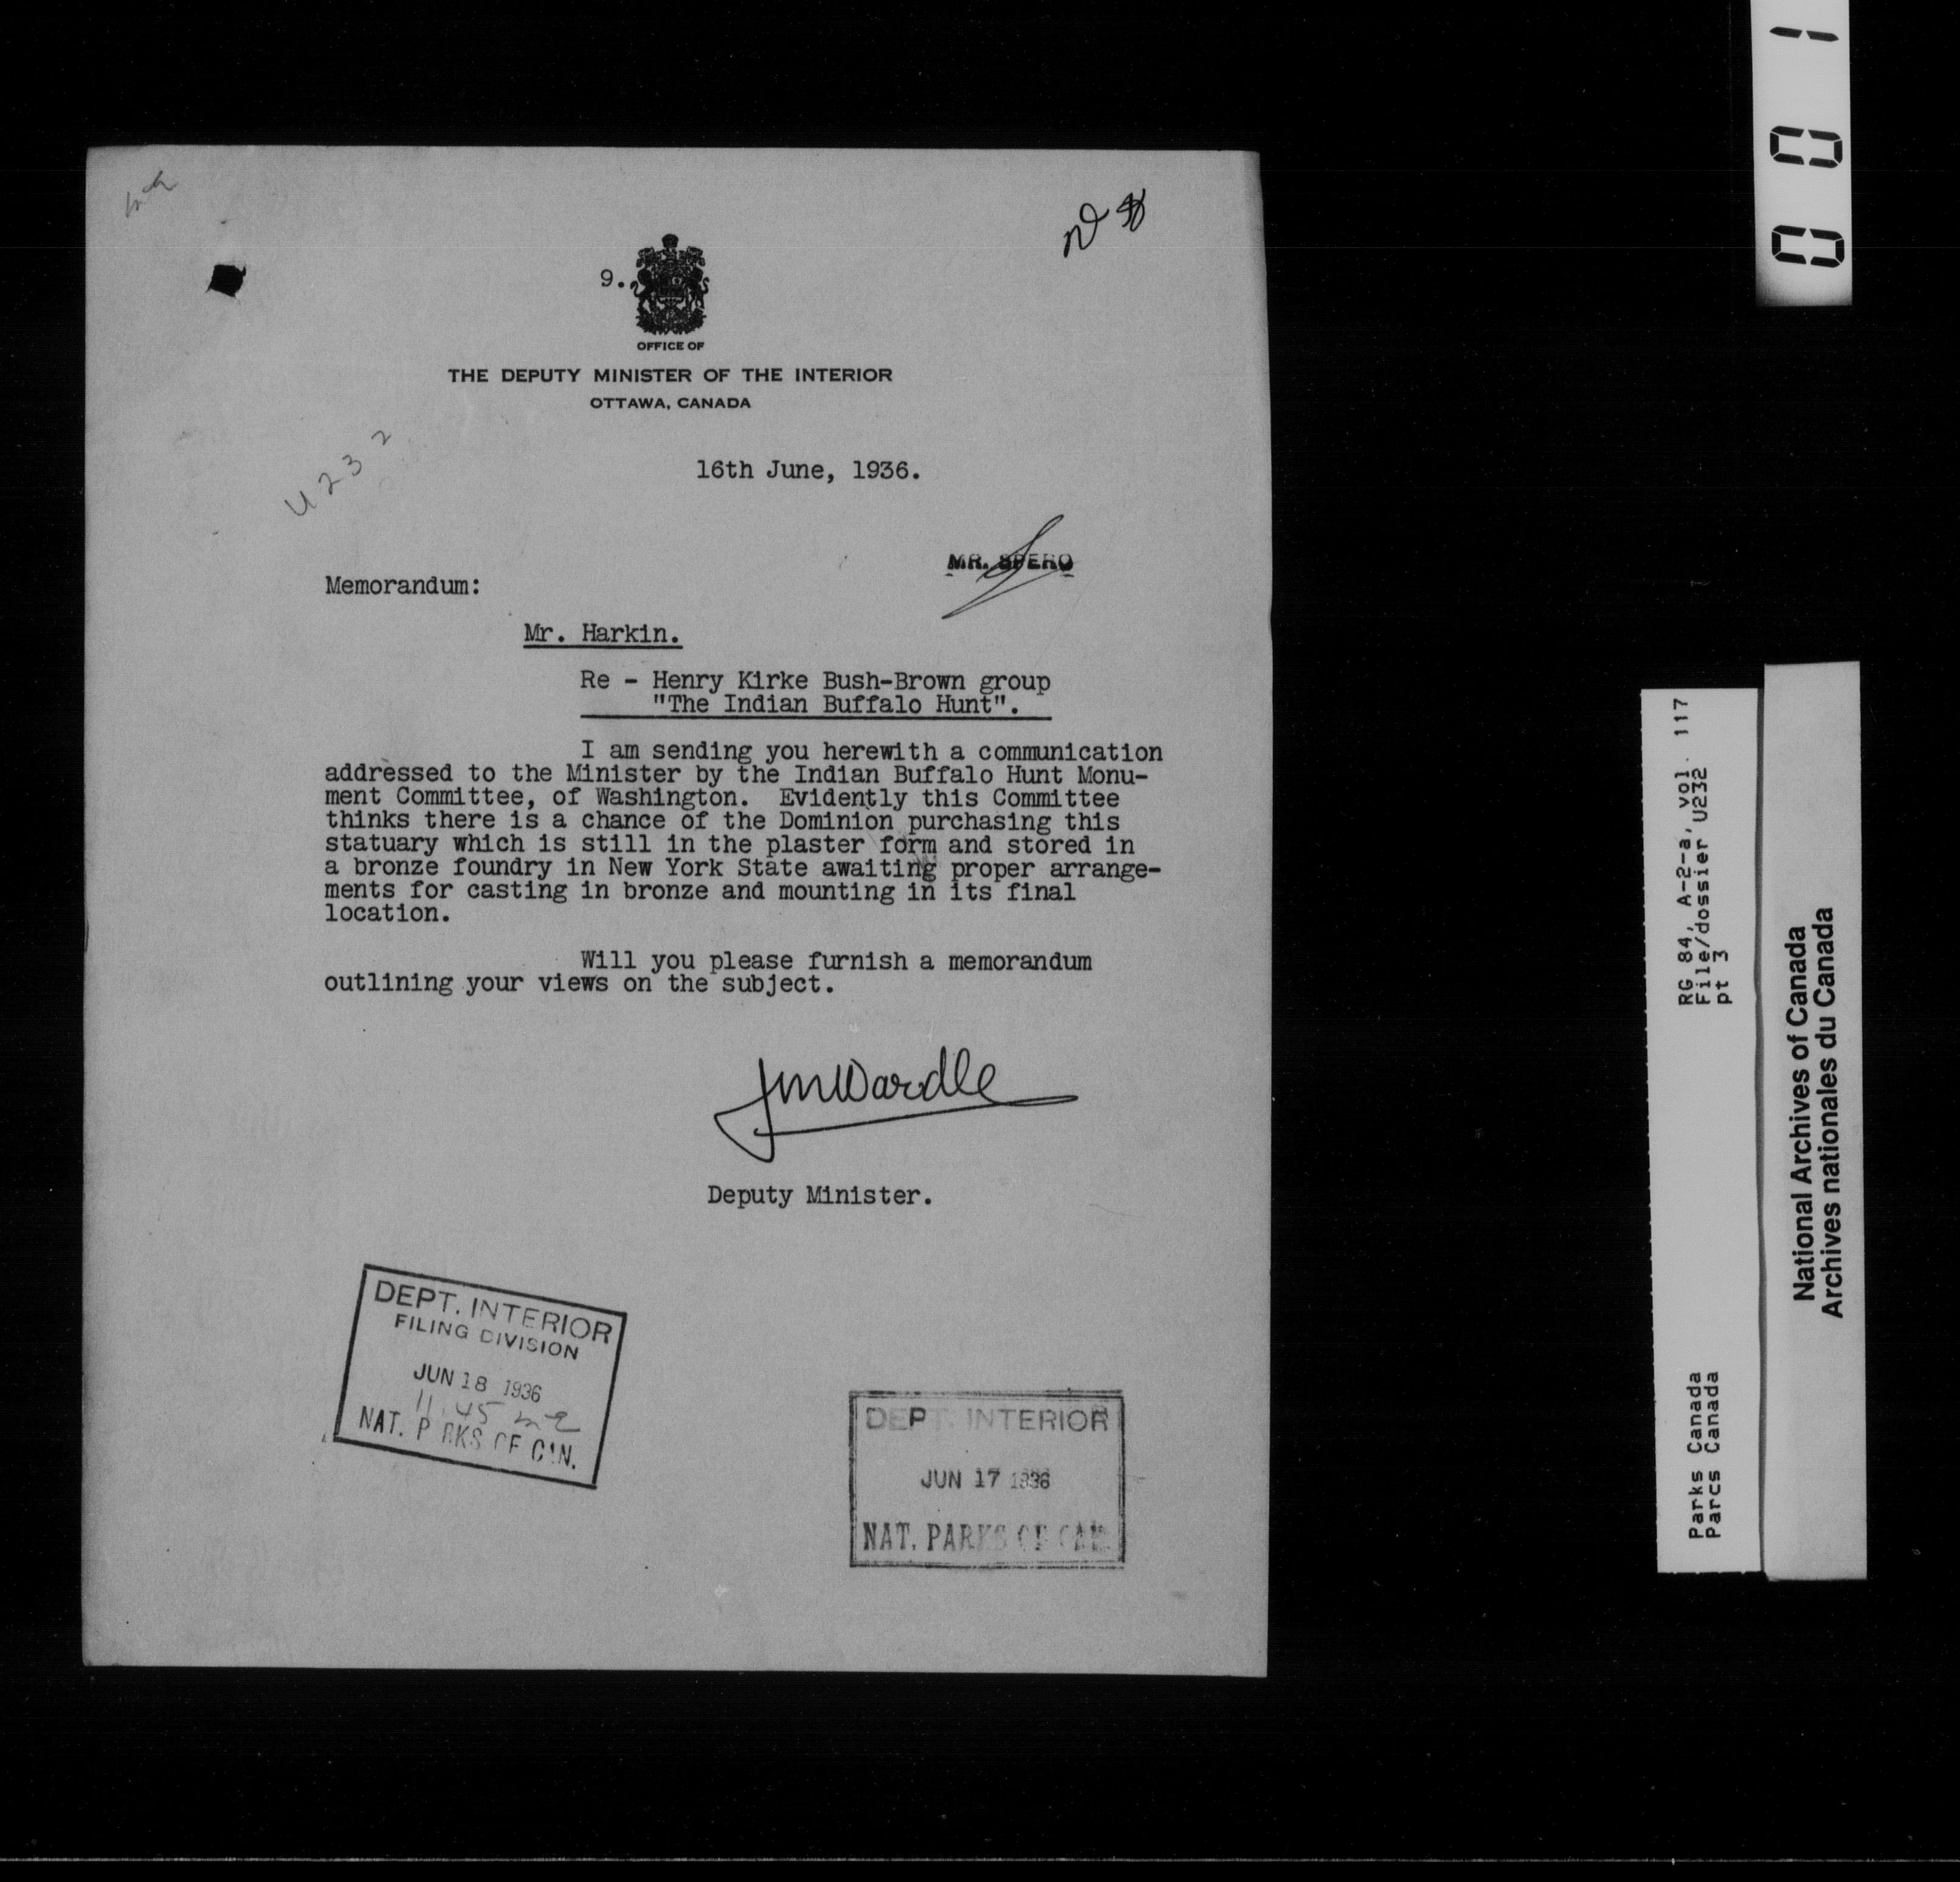 001
9.
OFFICE OF
THE DEPUTY MINISTER OF THE INTERIOR
OTTAWA, CANADA
U232
16th June, 1936.
MR. SPERO
Memorandum:
Mr. Harkin.
Re - Henry Kirke Bush-Brown group
"The Indian Buffalo Hunt".
I am sending you herewith a communication
addressed to the Minister by the Indian Buffalo Hunt Monu-
ment Committee, of Washington. Evidently this Committee
thinks there is a chance of the Dominion purchasing this
statuary which is still in the plaster form and stored in
a bronze foundry in New York State awaiting proper arrange-
ments for casting in bronze and mounting in its final
location.
Will you please furnish a memorandum
outlining your views on the subject.
JMWardle
Deputy Minister.
DEPT. INTERIOR
FILING DIVISION
JUN 18 1936
11.45
NAT. P RKS OF CAN.
DEPT. INTERIOR
JUN 17 1936
NAT. PARKS OF CAN.
RG 84, A-2-a, vol. 117
File/dossier U232
pt 3
Parks Canada
Parcs Canada
National Archives of Canada
Archives nationales du Canada